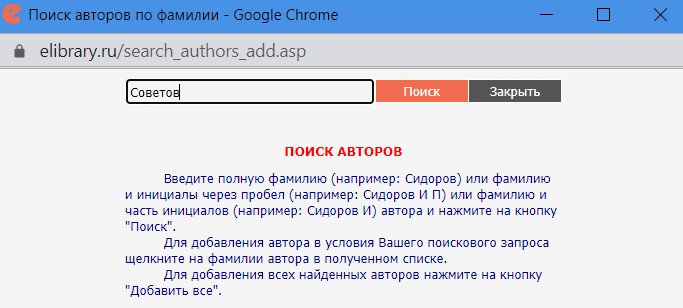 Поиск авторов по фамилии - Google Chrome
elibrary.ru/search_authors_add.asp
Советов Поиск Закрыть
ПОИСК АВТОРОВ
Введите полную фамилию (например: Сидоров) или фамилию
и инициалы через пробел (например: Сидоров И П) или фамилию и
часть инициалов (например: Сидоров И) автора и нажмите на кнопку
"Поиск".
Для добавления автора в условия Вашего поискового запроса
щелкните на фамилии автора в полученном списке.
Для добавления всех найденных авторов нажмите на кнопку
"Добавить все".